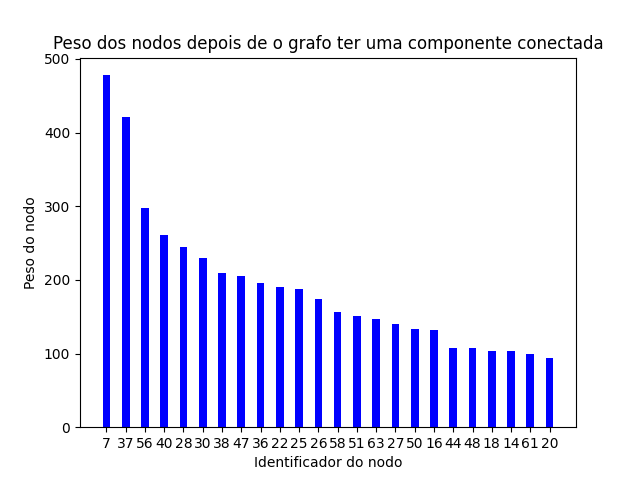 Peso dos nodos depois de o grafo ter uma componente conectada
500
400
300
200
100
0
Peso do nodo
7 37 56 40 28 30 38 47 36 22 25 26 58 51 63 27 50 16 44 48 18 14 61 20
Identificador do nodo